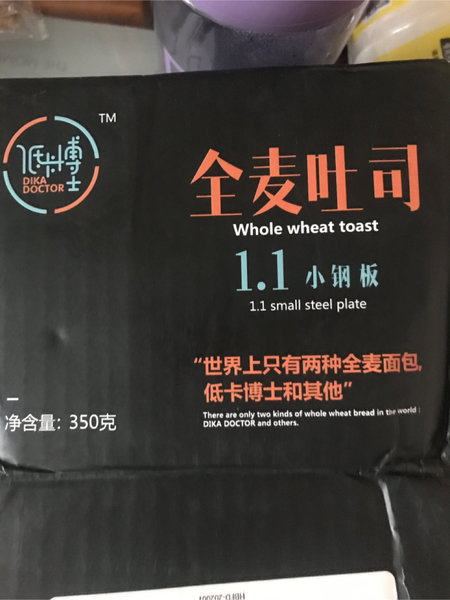 TM
低卡博士
DIKA
DOCTOR
全麦吐司
Whole wheat toast
1.1 小钢板
1.1 small steel plate
“世界上只有两种全麦面包,
低卡博士和其他”
There are only two kinds of whole wheat bread in the world :
DIKA DOCTOR and others.
净含量: 350克